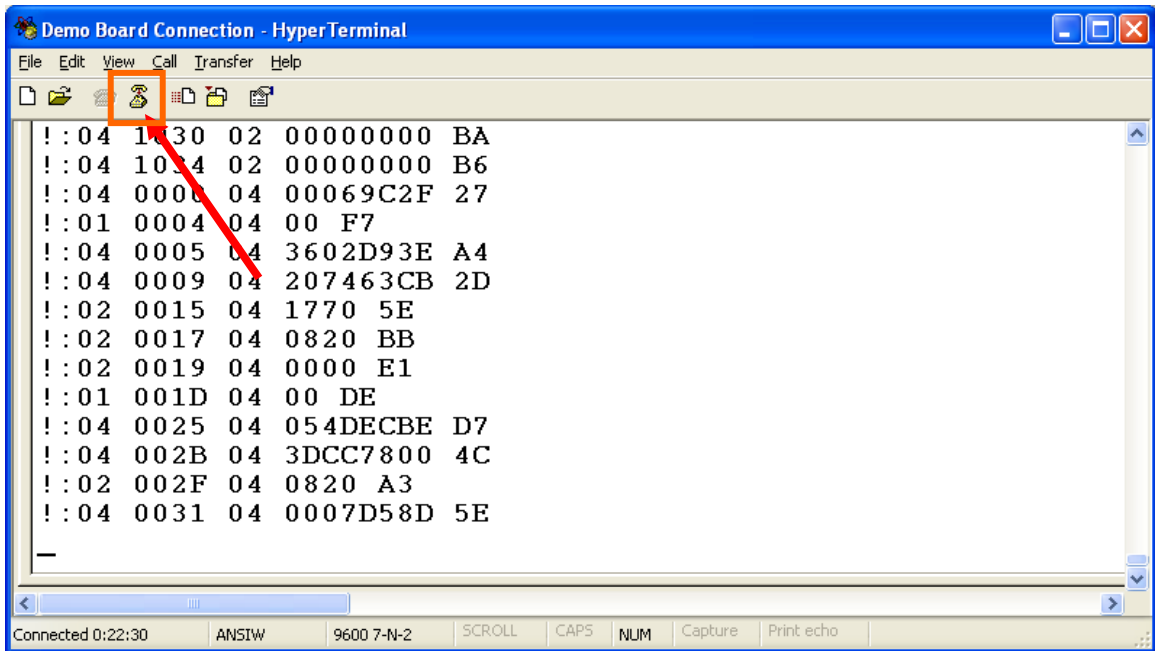 Demo Board Connection - HyperTerminal
File Edit View Call Transfer Help
!:04 1030 02 00000000 BA
!:04 1034 02 00000000 B6
!:04 0000 04 00069C2F 27
!:01 0004 04 00 F7
!:04 0005 04 3602D93E A4
!:04 0009 04 207463CB 2D
!:02 0015 04 1770 5E
!:02 0017 04 0820 BB
!:02 0019 04 0000 E1
!:01 001D 04 00 DE
!:04 0025 04 054DECBE D7
!:04 002B 04 3DCC7800 4C
!:02 002F 04 0820 A3
!:04 0031 04 0007D58D 5E
Connected 0:22:30 ANSIW 9600 7-N-2 SCROLL CAPS NUM Capture Print echo